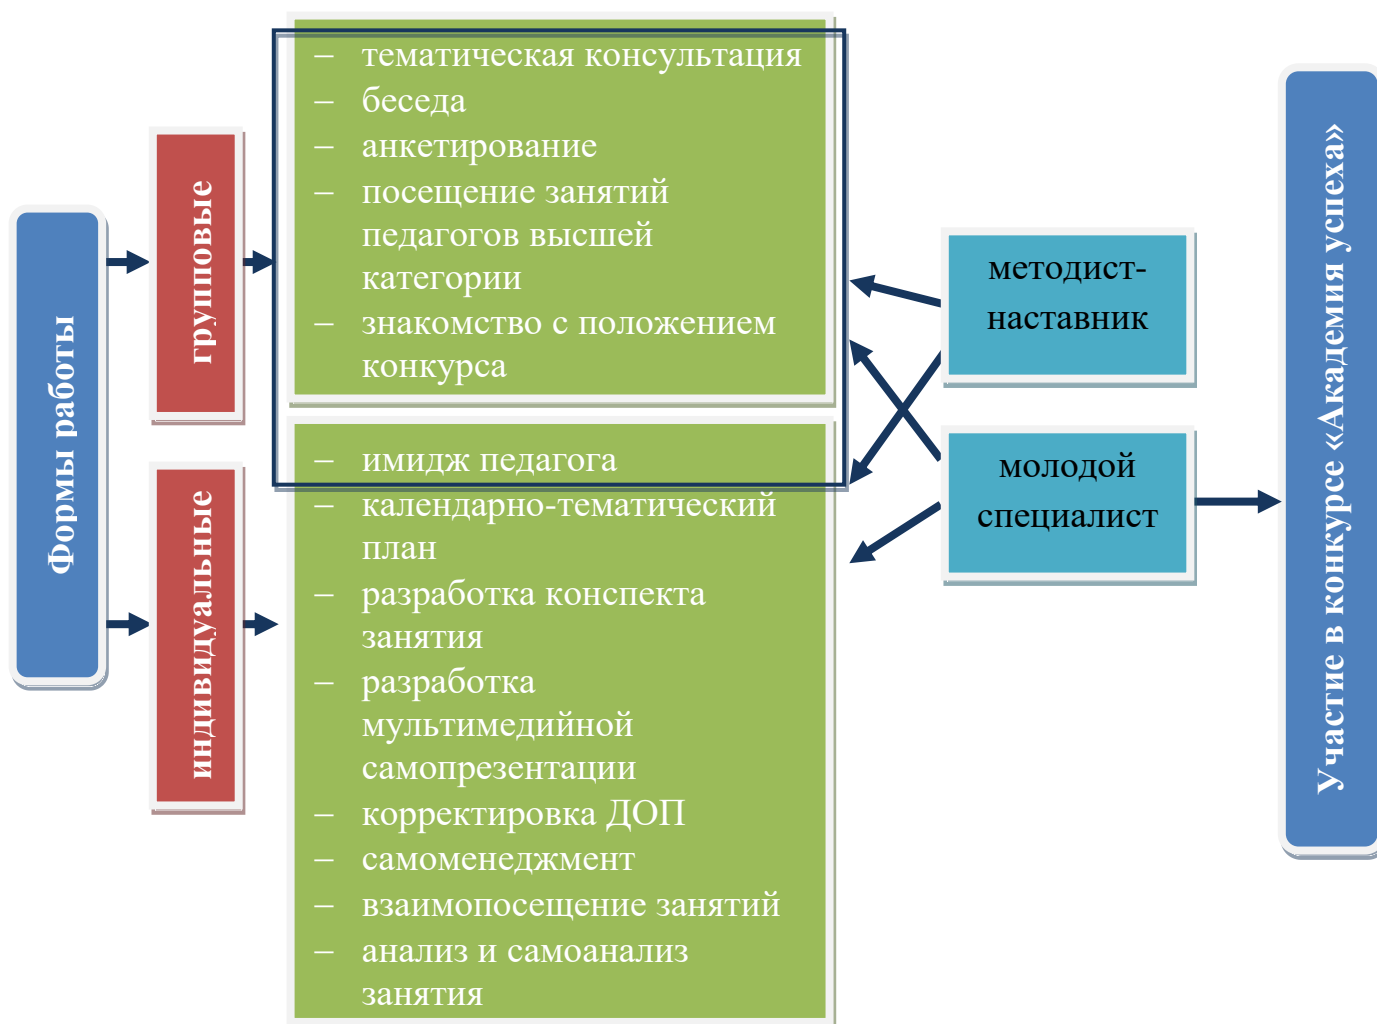 Формы работы
групповые
индивидуальные
– тематическая консультация
– беседа
– анкетирование
– посещение занятий
педагогов высшей
категории
– знакомство с положением
конкурса
– имидж педагога
– календарно-тематический
план
– разработка конспекта
занятия
– разработка
мультимедийной
самопрезентации
– корректировка ДОП
– самоменеджмент
– взаимопосещение занятий
– анализ и самоанализ
занятия
методист-
наставник
молодой
специалист
Участие в конкурсе «Академия успеха»